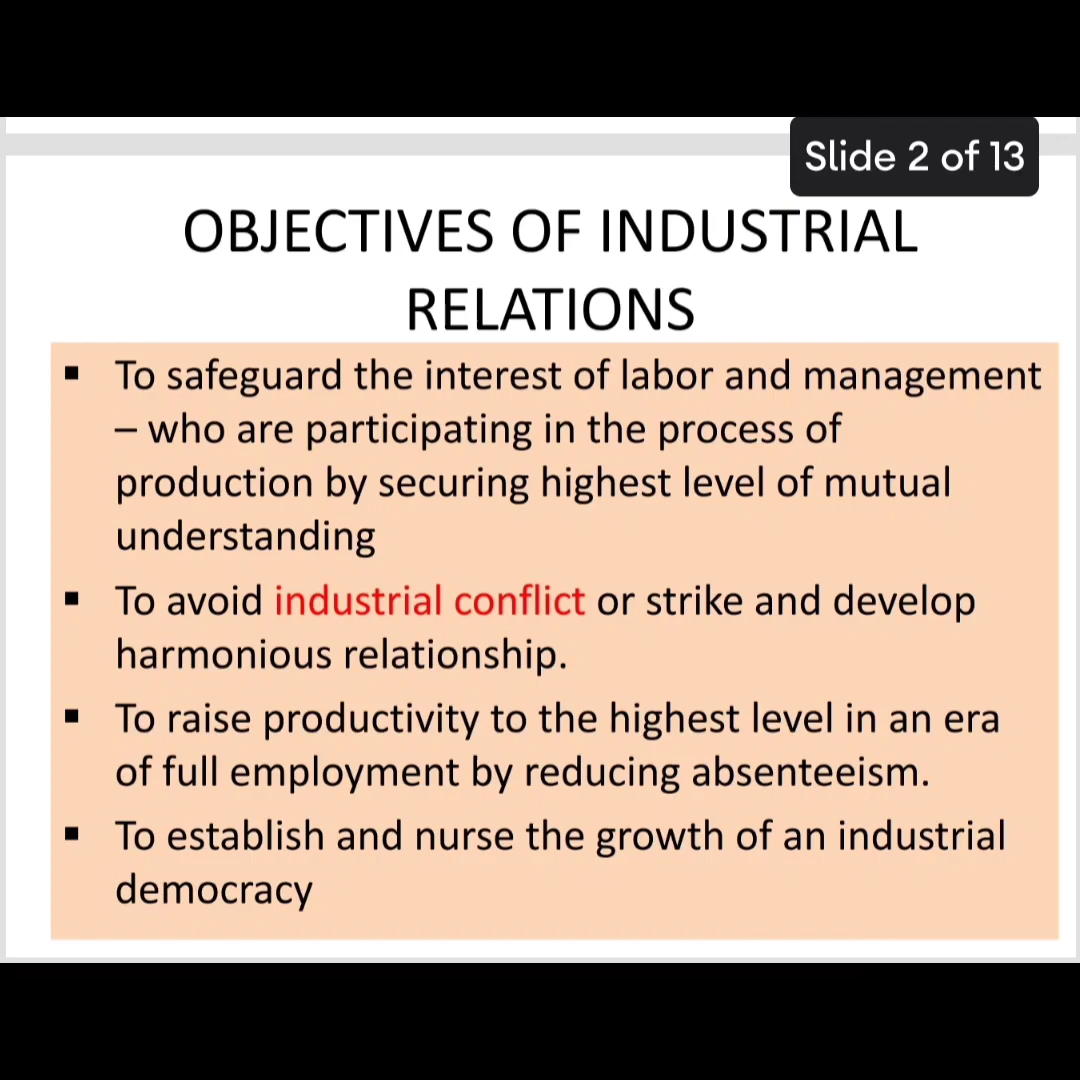 Slide 2 of 13
OBJECTIVES OF INDUSTRIAL
RELATIONS
▪ To safeguard the interest of labor and management
– who are participating in the process of
production by securing highest level of mutual
understanding
▪ To avoid industrial conflict or strike and develop
harmonious relationship.
▪ To raise productivity to the highest level in an era
of full employment by reducing absenteeism.
▪ To establish and nurse the growth of an industrial
democracy